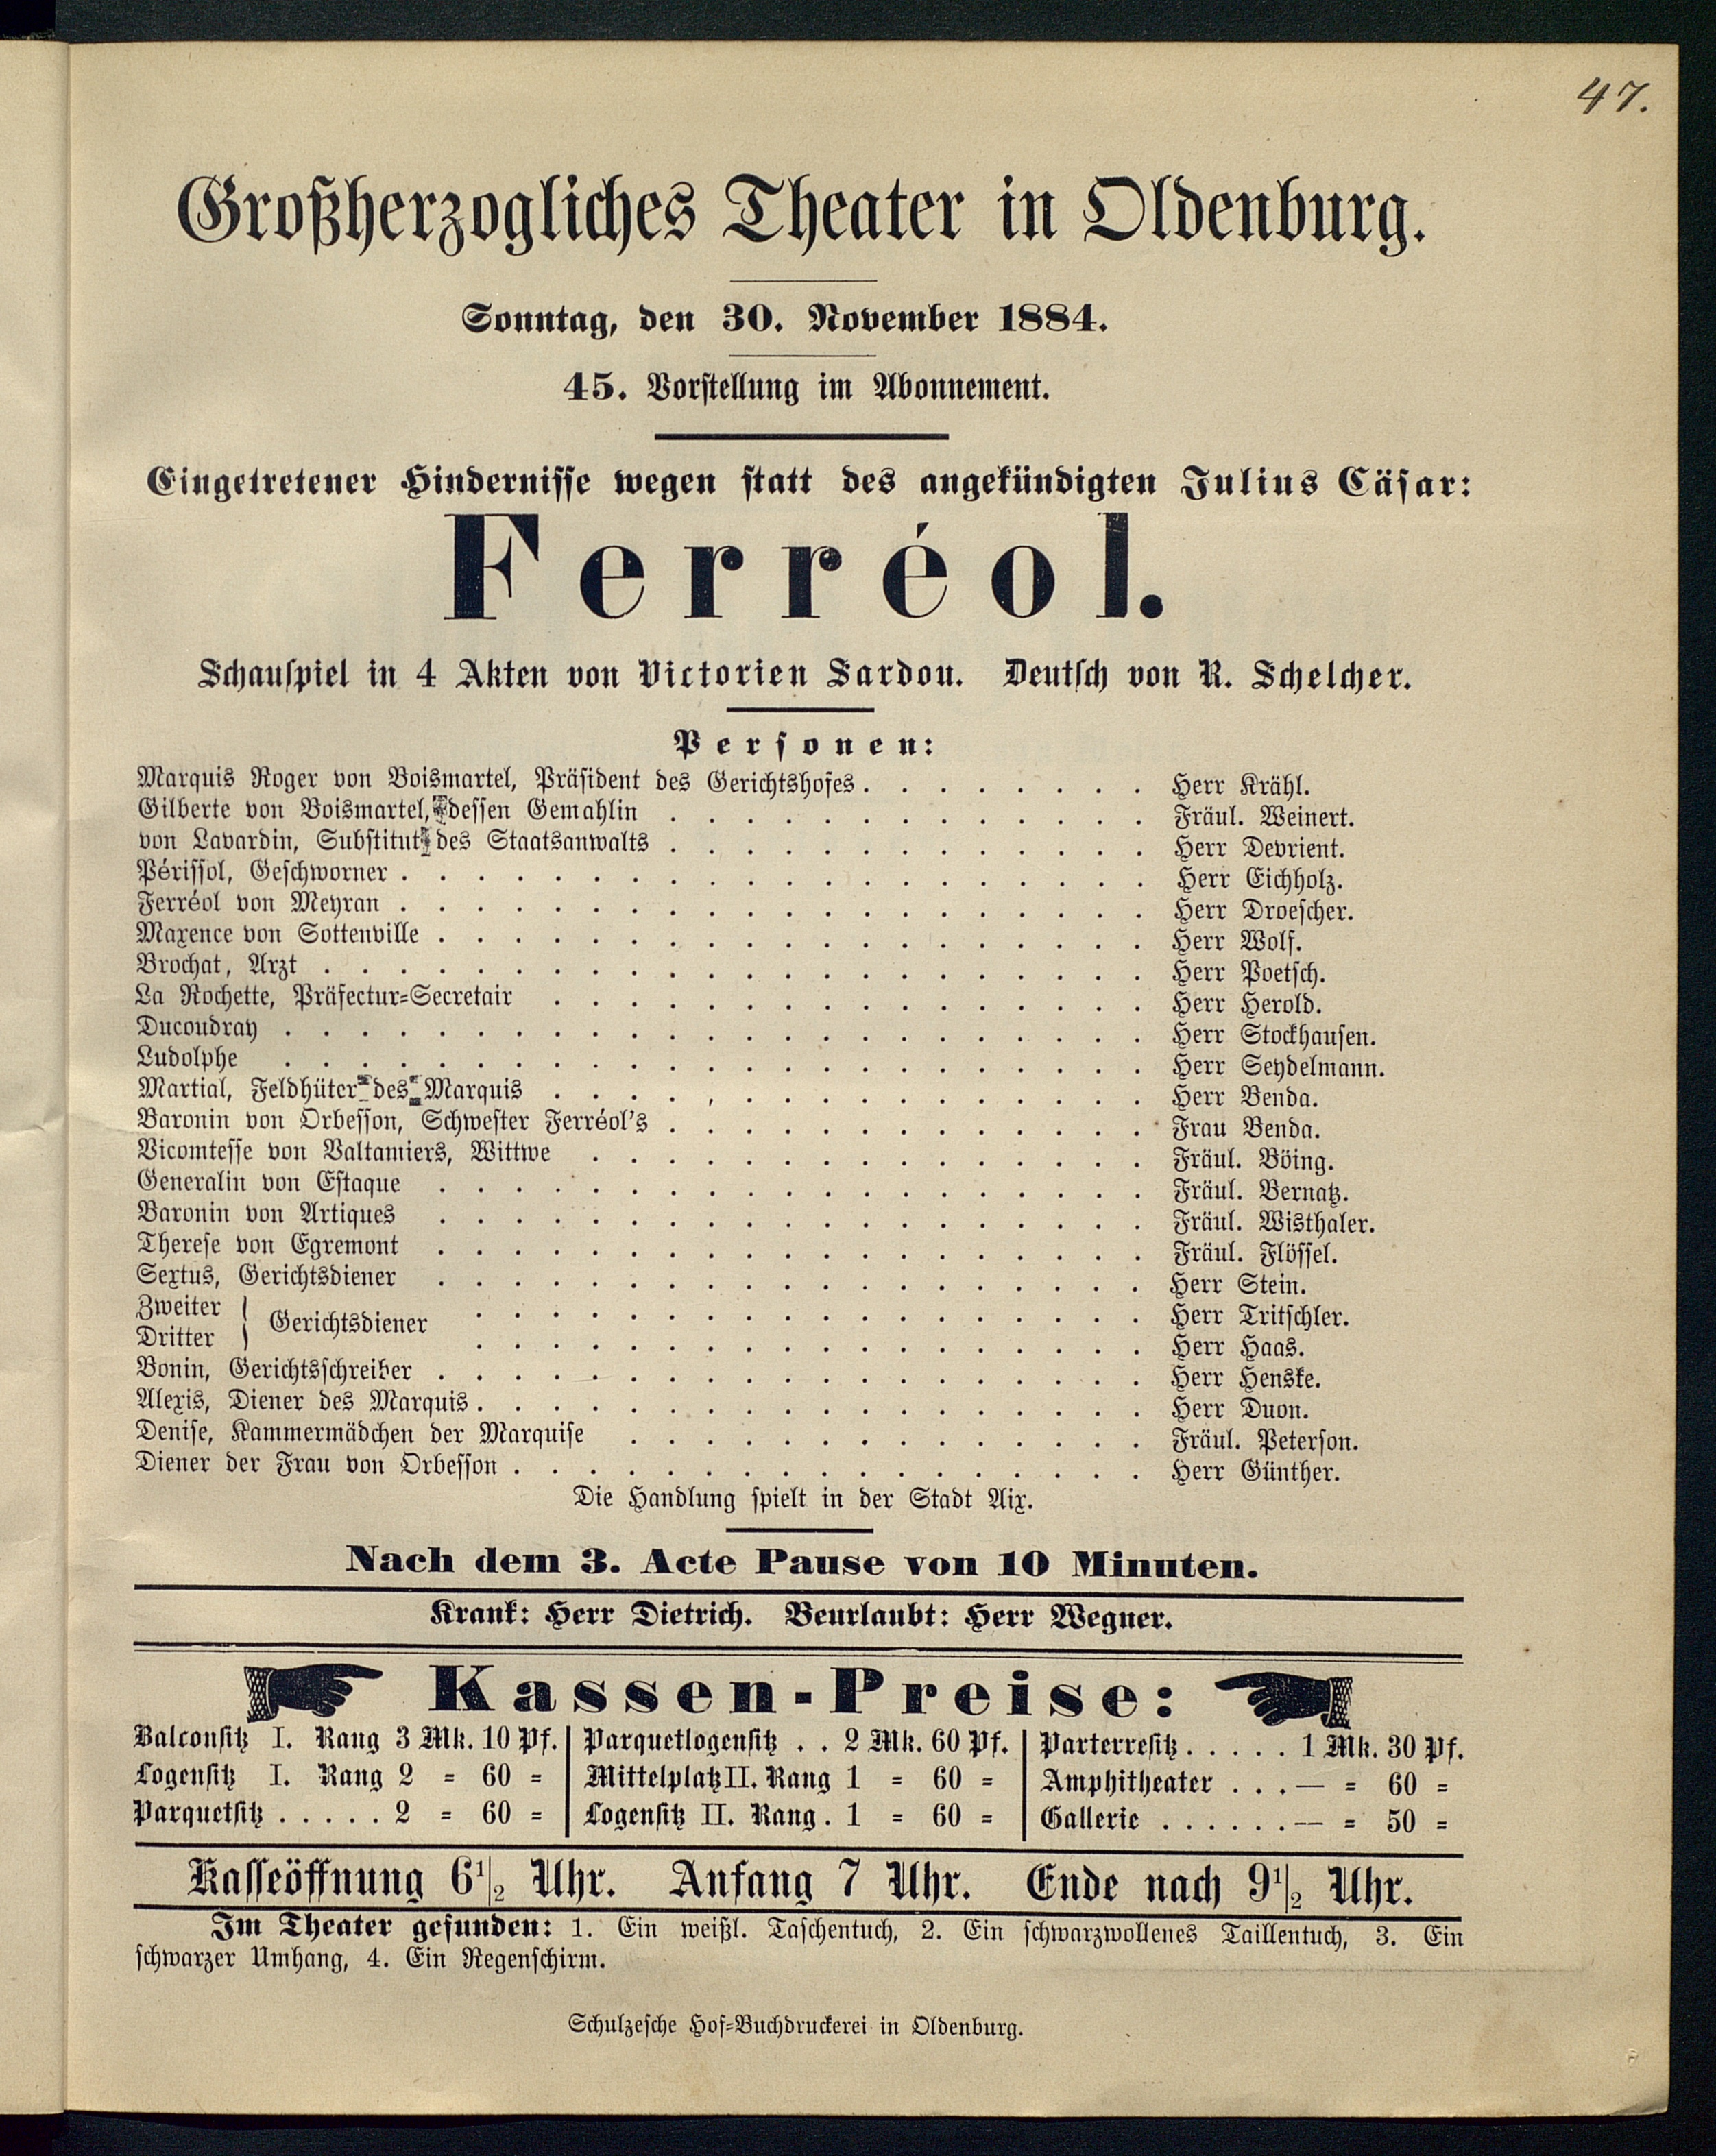 47.
Großherzogliches Theater in Oldenburg.
Sonntag, den 30. November 1884.
45. Vorstellung im Abonnement.
Eingetretener Hindernisse wegen statt des angekündigten Julius Cäsar:
Ferréol.
Schauspiel in 4 Akten von Victorien Sardou. Deutsch von R. Schelcher.
Personen:
Marquis Roger von Boismartel, Präsident des Gerichtshofes . . . . . . . . Herr Krähl.
Gilberte von Boismartel, dessen Gemahlin . . . . . . . . . . . . . Fräul. Weinert.
von Lavardin, Substitut des Staatsanwalts . . . . . . . . . . . . . Herr Devrient.
Périssol, Geschworner . . . . . . . . . . . . . . . . . . . . Herr Eichholz.
Ferréol von Meyran . . . . . . . . . . . . . . . . . . . . Herr Droescher.
Maxence von Sottenville . . . . . . . . . . . . . . . . . . . Herr Wolf.
Brochat, Arzt . . . . . . . . . . . . . . . . . . . . . . Herr Poetsch.
La Rochette, Präfectur-Secretair . . . . . . . . . . . . . . . . Herr Herold.
Ducoudray . . . . . . . . . . . . . . . . . . . . . . . Herr Stockhausen.
Ludolphe . . . . . . . . . . . . . . . . . . . . . . . Herr Seydelmann.
Martial, Feldhüter des Marquis . . . . , . . . . . . . . . . . Herr Benda.
Baronin von Orbesson, Schwester Ferréol's . . . . . . . . . . . . . Frau Benda.
Vicomtesse von Valtamiers, Wittwe . . . . . . . . . . . . . . . Fräul. Böing.
Generalin von Estaque . . . . . . . . . . . . . . . . . . . Fräul. Bernatz.
Baronin von Artiques . . . . . . . . . . . . . . . . . . . Fräul. Wisthaler.
Therese von Egremont . . . . . . . . . . . . . . . . . . . Fräul. Flössel.
Sextus, Gerichtsdiener . . . . . . . . . . . . . . . . . . . Herr Stein.
Zweiter } Gerichtsdiener . . . . . . . . . . . . . . . . . . Herr Tritschler.
Dritter } . . . . . . . . . . . . . . . . . . Herr Haas.
Bonin, Gerichtsschreiber . . . . . . . . . . . . . . . . . . . Herr Henske.
Alexis, Diener des Marquis . . . . . . . . . . . . . . . . . . Herr Duon.
Denise, Kammermädchen der Marquise . . . . . . . . . . . . . . Fräul. Peterson.
Diener der Frau von Orbesson . . . . . . . . . . . . . . . . . Herr Günther.
Die Handlung spielt in der Stadt Aix.
Nach dem 3. Acte Pause von 10 Minuten.
Krank: Herr Dietrich. Beurlaubt: Herr Wegner.
Kassen-Preise:
Balconsitz I. Rang 3 Mk. 10 Pf. | Parquetlogensitz . . 2 Mk. 60 Pf. | Parterresitz . . . . . 1 Mk. 30 Pf.
Logensitz I. Rang 2 = 60 = | Mittelplatz II. Rang 1 = 60 = | Amphitheater . . . — = 60 =
Parquetsitz . . . . . 2 = 60 = | Logensitz II. Rang . 1 = 60 = | Gallerie . . . . . . — = 50 =
Kasseöffnung 6½ Uhr. Anfang 7 Uhr. Ende nach 9½ Uhr.
Im Theater gefunden: 1. Ein weißl. Taschentuch, 2. Ein schwarzwollenes Taillentuch, 3. Ein
schwarzer Umhang, 4. Ein Regenschirm.
Schulzesche Hof-Buchdruckerei in Oldenburg.